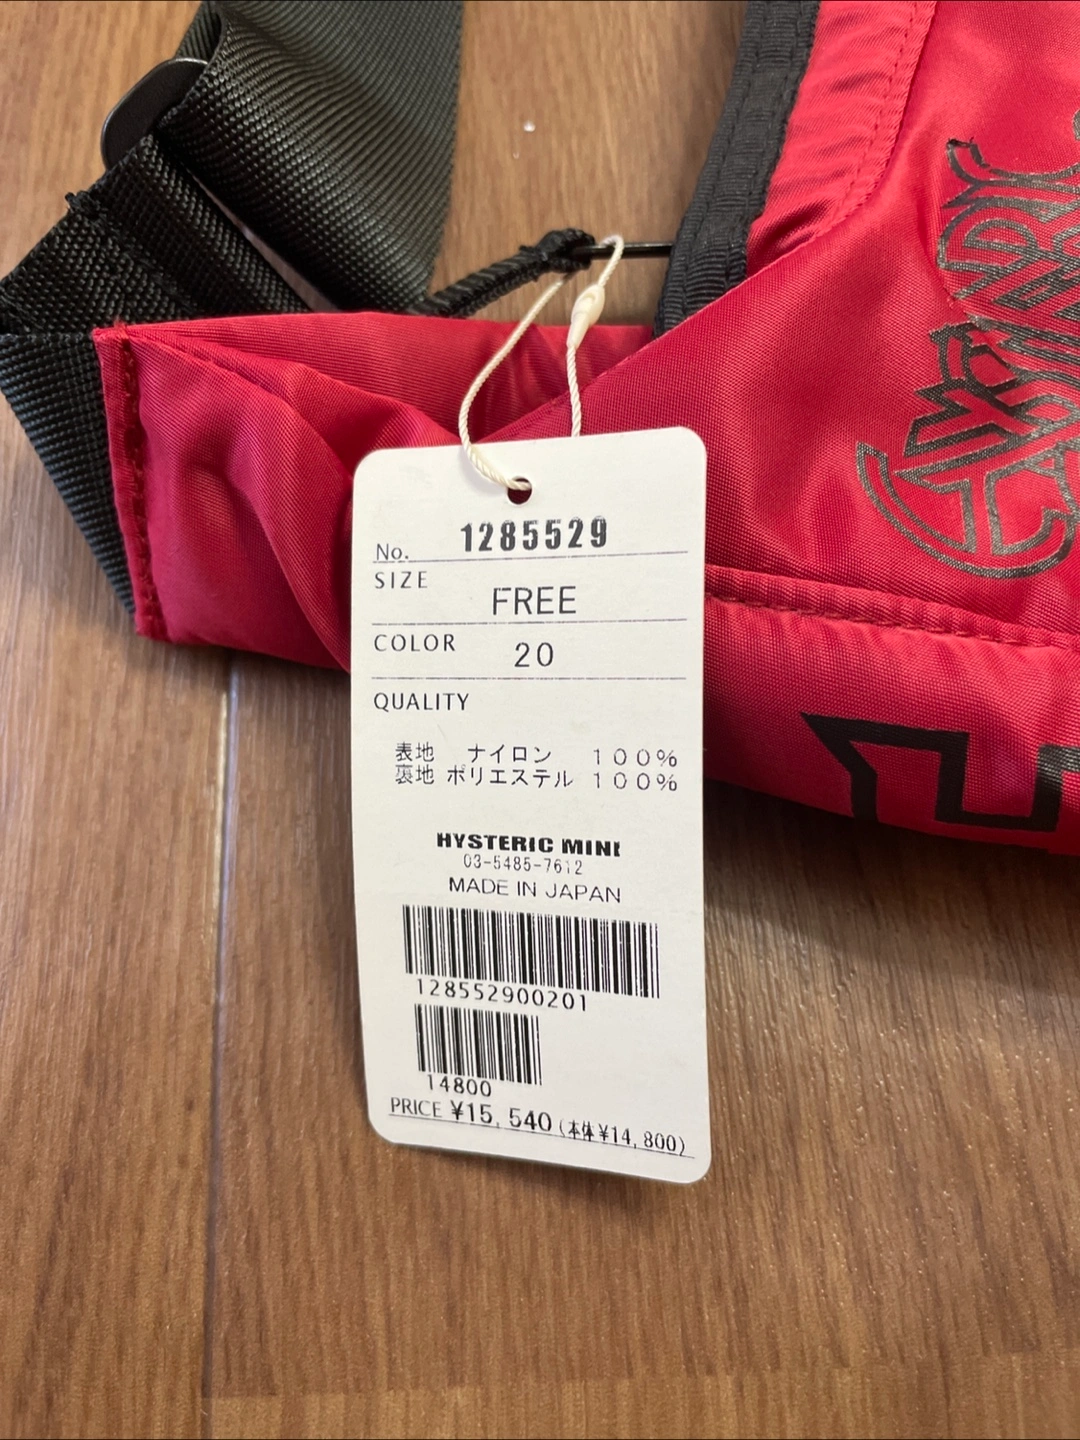 No. 1285529
SIZE FREE
COLOR 20
QUALITY
表地 ナイロン 100%
裏地 ポリエステル 100%
HYSTERIC MINI
03-5485-7612
MADE IN JAPAN
128552900201
14800
PRICE ¥15,540(本体¥14,800)